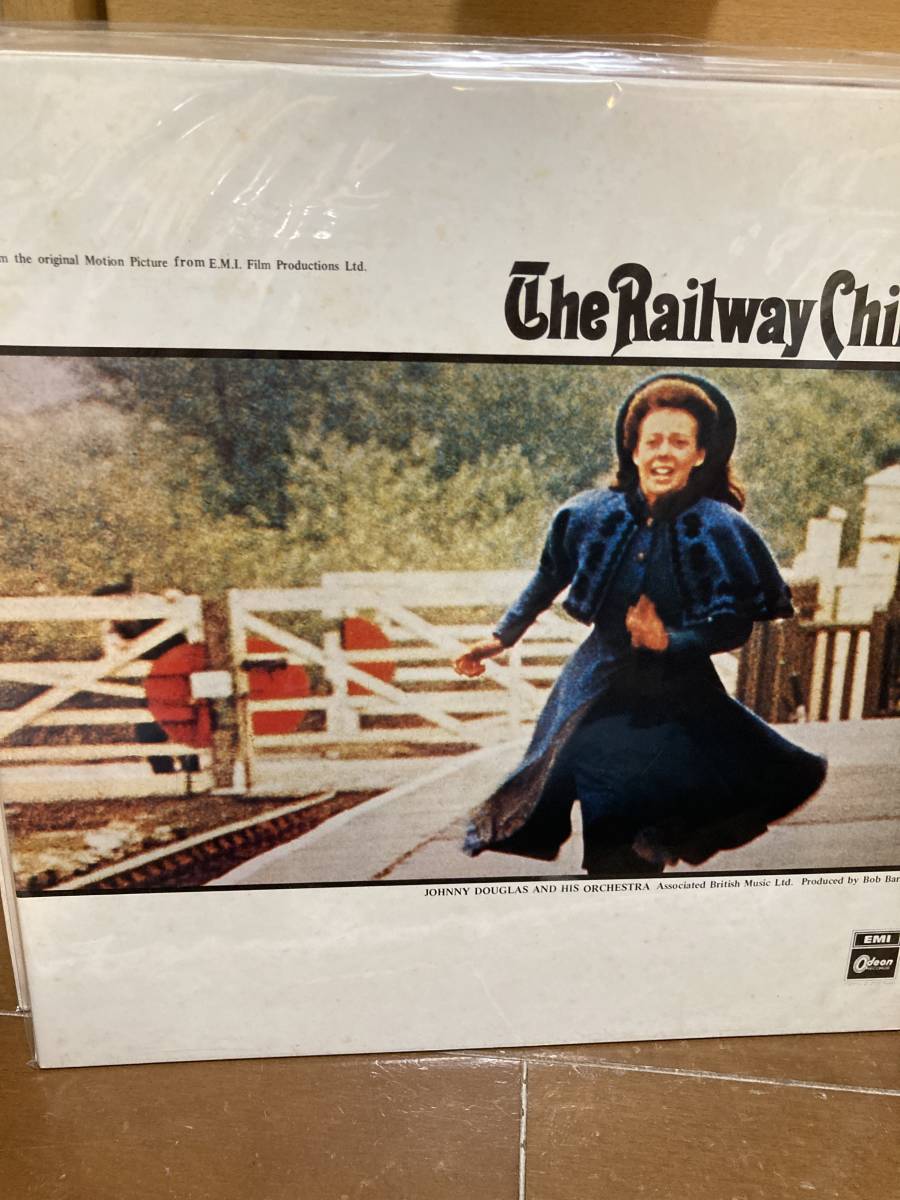 the original Motion Picture from E.M.I. Film Productions Ltd.
The Railway Chi
JOHNNY DOUGLAS AND HIS ORCHESTRA Associated British Music Ltd. Produced by Bob Bar
EMI
Odeon